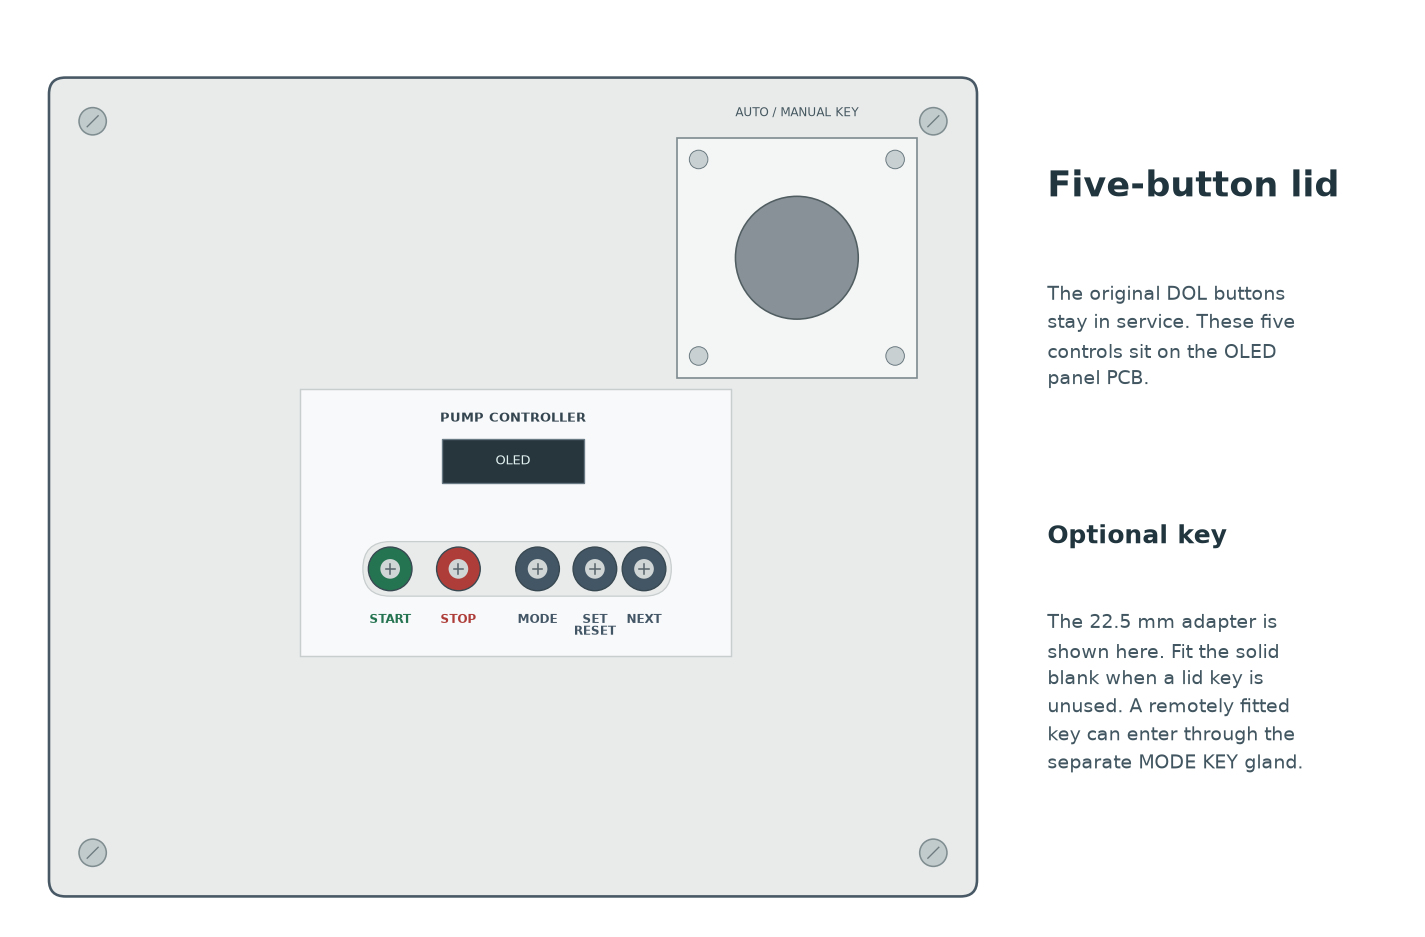 AUTO / MANUAL KEY
PUMP CONTROLLER
OLED
START
STOP
MODE
SET
RESET
NEXT
Five-button lid
The original DOL buttons
stay in service. These five
controls sit on the OLED
panel PCB.
Optional key
The 22.5 mm adapter is
shown here. Fit the solid
blank when a lid key is
unused. A remotely fitted
key can enter through the
separate MODE KEY gland.